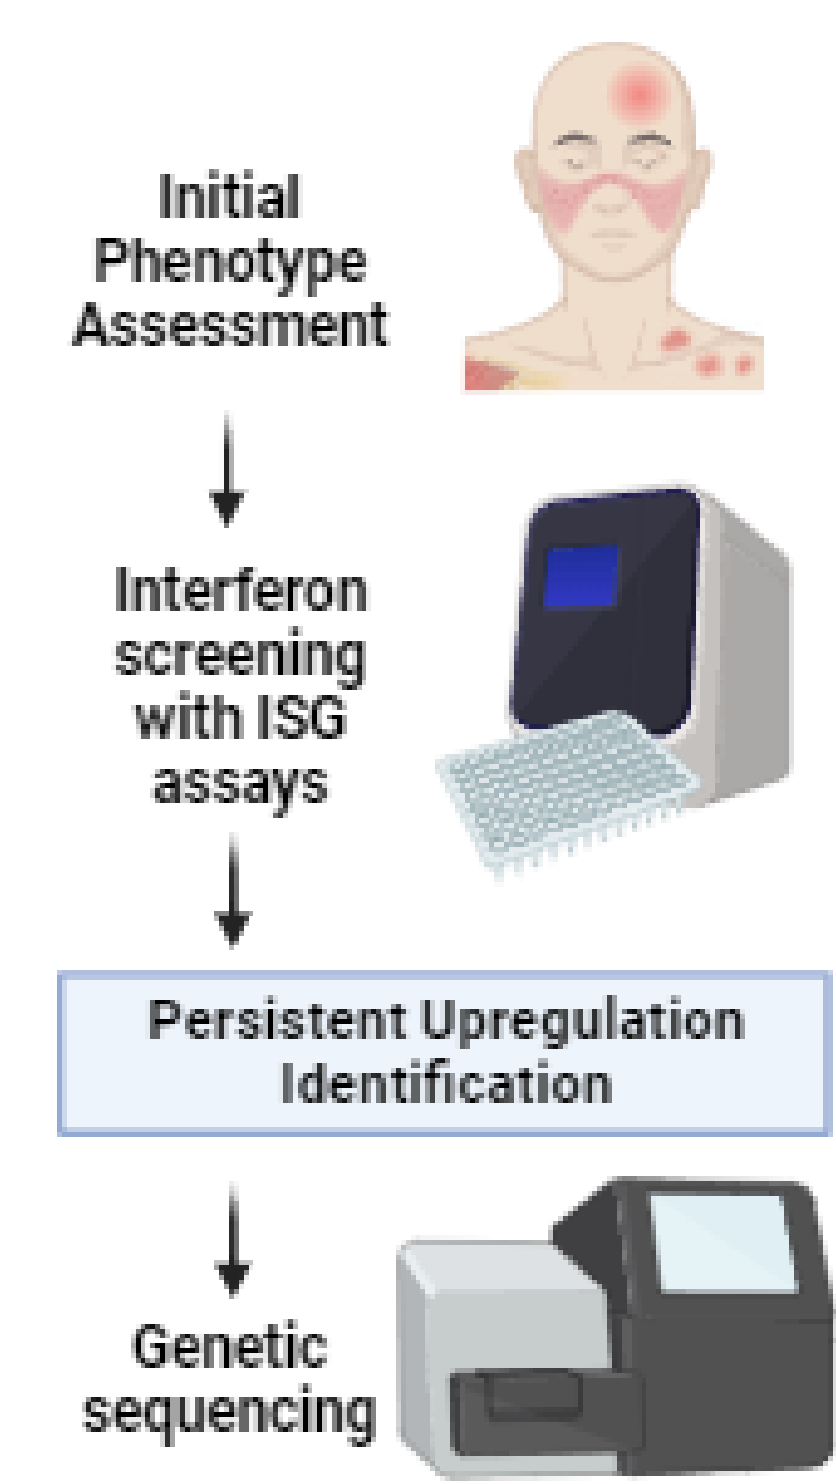 Initial
Phenotype
Assessment
Interferon
screening
with ISG
assays
Persistent Upregulation
Identification
Genetic
sequencing